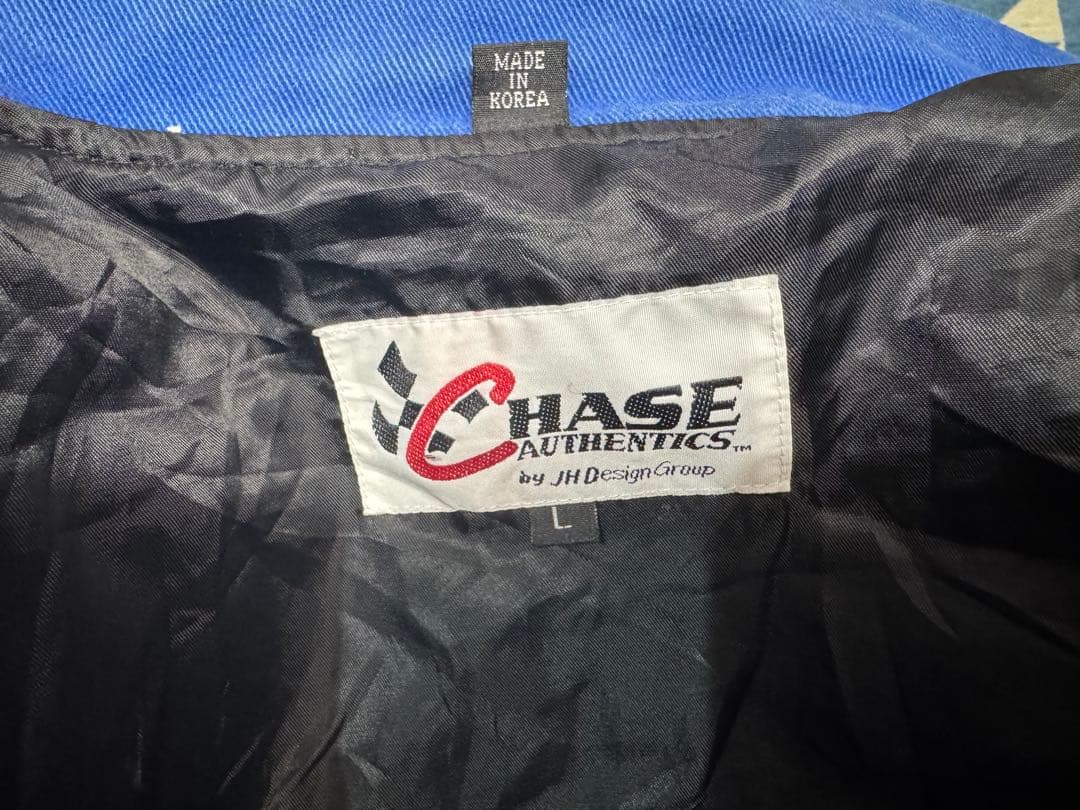 MADE
IN
KOREA
CHASE
AUTHENTICS™
by JH Design Group
L